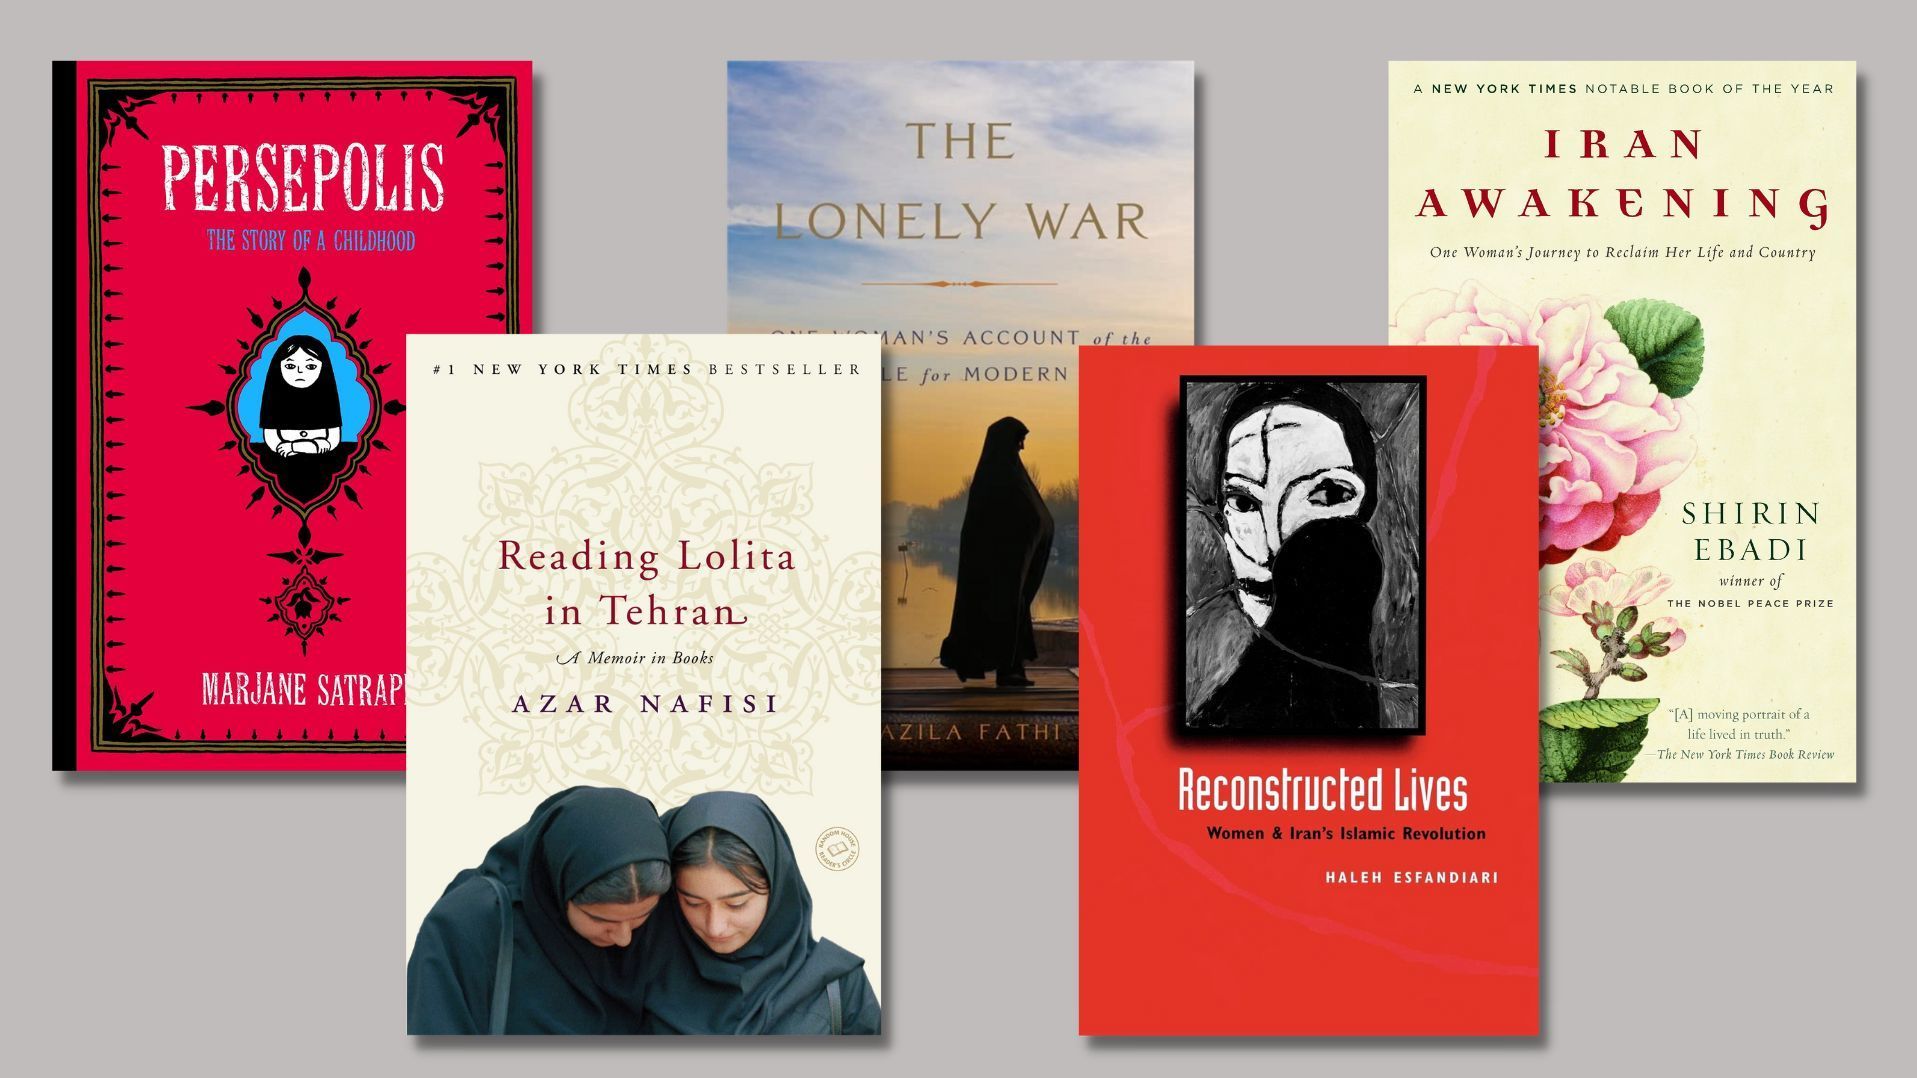 PERSEPOLIS
THE STORY OF A CHILDHOOD
MARJANE SATRAP
#1 NEW YORK TIMES BESTSELLER
Reading Lolita
in Tehran
A Memoir in Books
AZAR NAFISI
RANDOM HOUSE
READER'S CIRCLE
THE
LONELY WAR
ONE WOMAN'S ACCOUNT of the
LE for MODERN
AZILA FATHI
Reconstructed Lives
Women & Iran's Islamic Revolution
HALEH ESFANDIARI
A NEW YORK TIMES NOTABLE BOOK OF THE YEAR
IRAN
AWAKENING
One Woman's Journey to Reclaim Her Life and Country
SHIRIN
EBADI
winner of
THE NOBEL PEACE PRIZE
"[A] moving portrait of a
life lived in truth."
—The New York Times Book Review